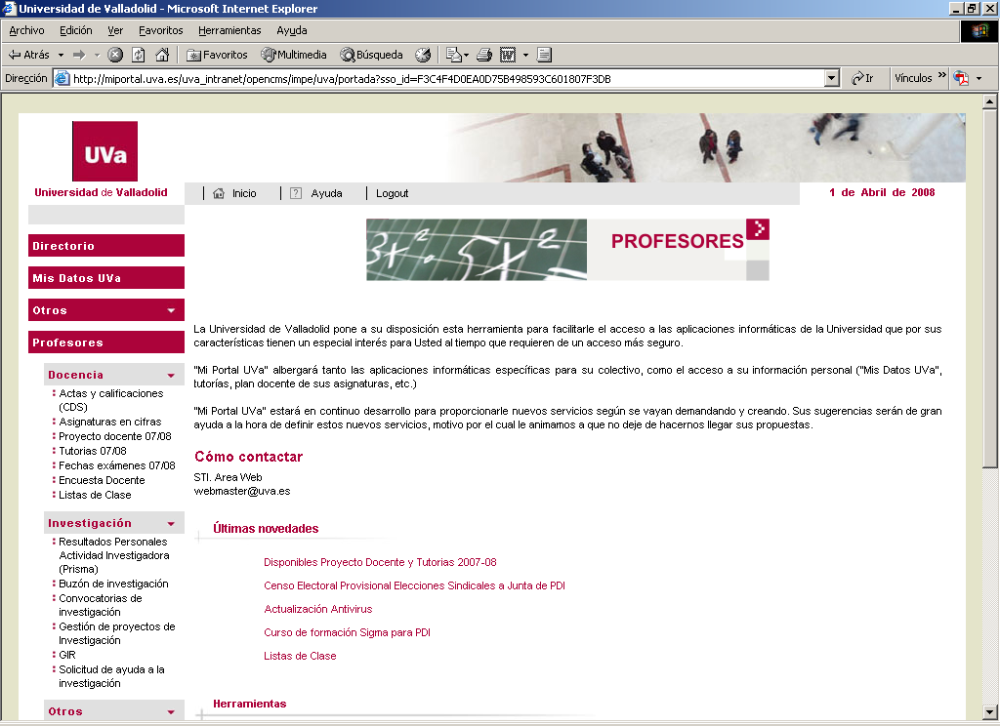 Universidad de Valladolid - Microsoft Internet Explorer
Archivo Edición Ver Favoritos Herramientas Ayuda
Atrás Favoritos Multimedia Búsqueda
Dirección http://miportal.uva.es/uva_intranet/opencms/impe/uva/portada?sso_id=F3C4F4D0EA0D75B498593C601807F3DB Ir Vínculos »
UVa
Universidad de Valladolid
Inicio ? Ayuda Logout
1 de Abril de 2008
3x² · 5x²
PROFESORES
Directorio
Mis Datos UVa
Otros
Profesores
Docencia
Actas y calificaciones
(CDS)
Asignaturas en cifras
Proyecto docente 07/08
Tutorias 07/08
Fechas exámenes 07/08
Encuesta Docente
Listas de Clase
Investigación
Resultados Personales
Actividad Investigadora
(Prisma)
Buzón de investigación
Convocatorias de
investigación
Gestión de proyectos de
Investigación
GIR
Solicitud de ayuda a la
investigación
Otros
La Universidad de Valladolid pone a su disposición esta herramienta para facilitarle el acceso a las aplicaciones informáticas de la Universidad que por sus
características tienen un especial interés para Usted al tiempo que requieren de un acceso más seguro.
"Mi Portal UVa" albergará tanto las aplicaciones informáticas específicas para su colectivo, como el acceso a su información personal ("Mis Datos UVa",
tutorías, plan docente de sus asignaturas, etc.)
"Mi Portal UVa" estará en continuo desarrollo para proporcionarle nuevos servicios según se vayan demandando y creando. Sus sugerencias serán de gran
ayuda a la hora de definir estos nuevos servicios, motivo por el cual le animamos a que no deje de hacernos llegar sus propuestas.
Cómo contactar
STI. Area Web
webmaster@uva.es
Últimas novedades
Disponibles Proyecto Docente y Tutorias 2007-08
Censo Electoral Provisional Elecciones Sindicales a Junta de PDI
Actualización Antivirus
Curso de formación Sigma para PDI
Listas de Clase
Herramientas